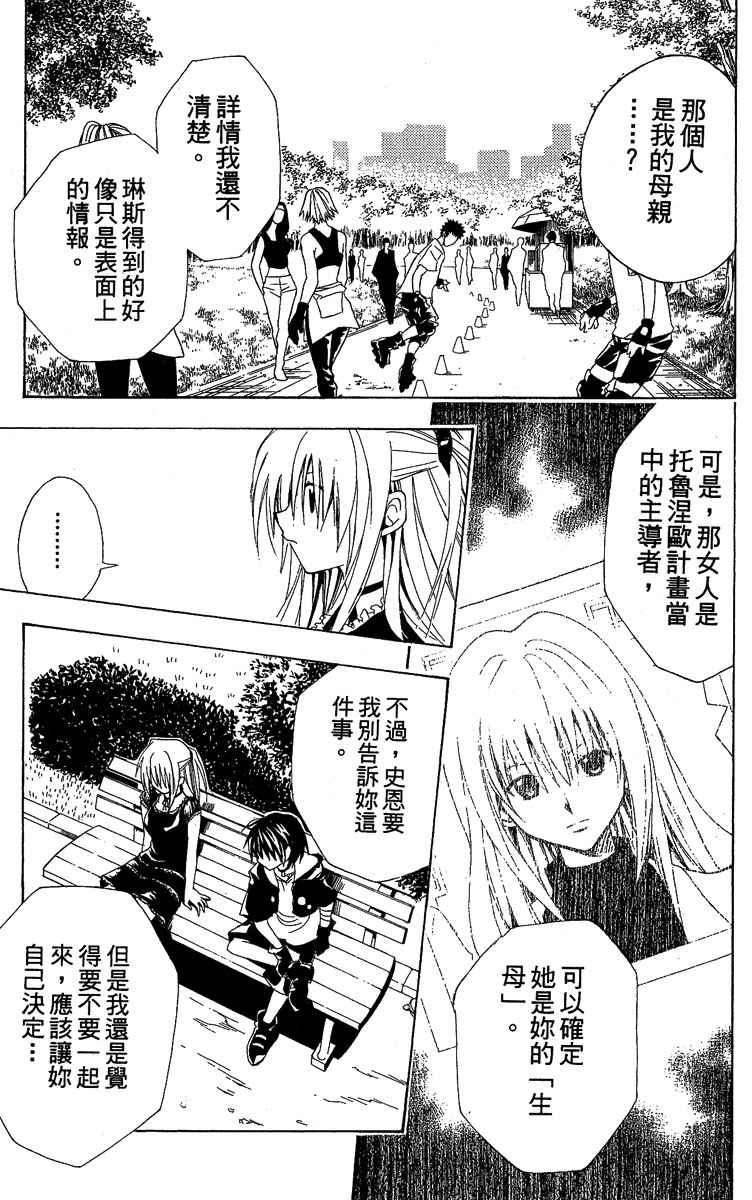 那個人
是我的母親
……?
詳情我還不
清楚。
琳斯得到的好
像只是表面上
的情報。
可是，那女人是
托魯涅歐計畫當
中的主導者，
可以確定
她是妳的「生
母」。
………
不過，史恩要
我別告訴妳這
件事。
但是我還是覺
得要不要一起
來，應該讓妳
自己決定…